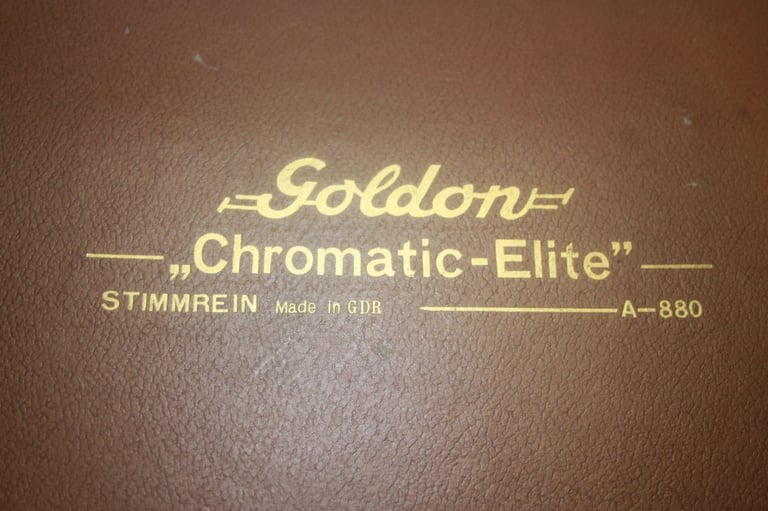 Goldon
„Chromatic-Elite”
STIMMREIN Made in GDR A-880